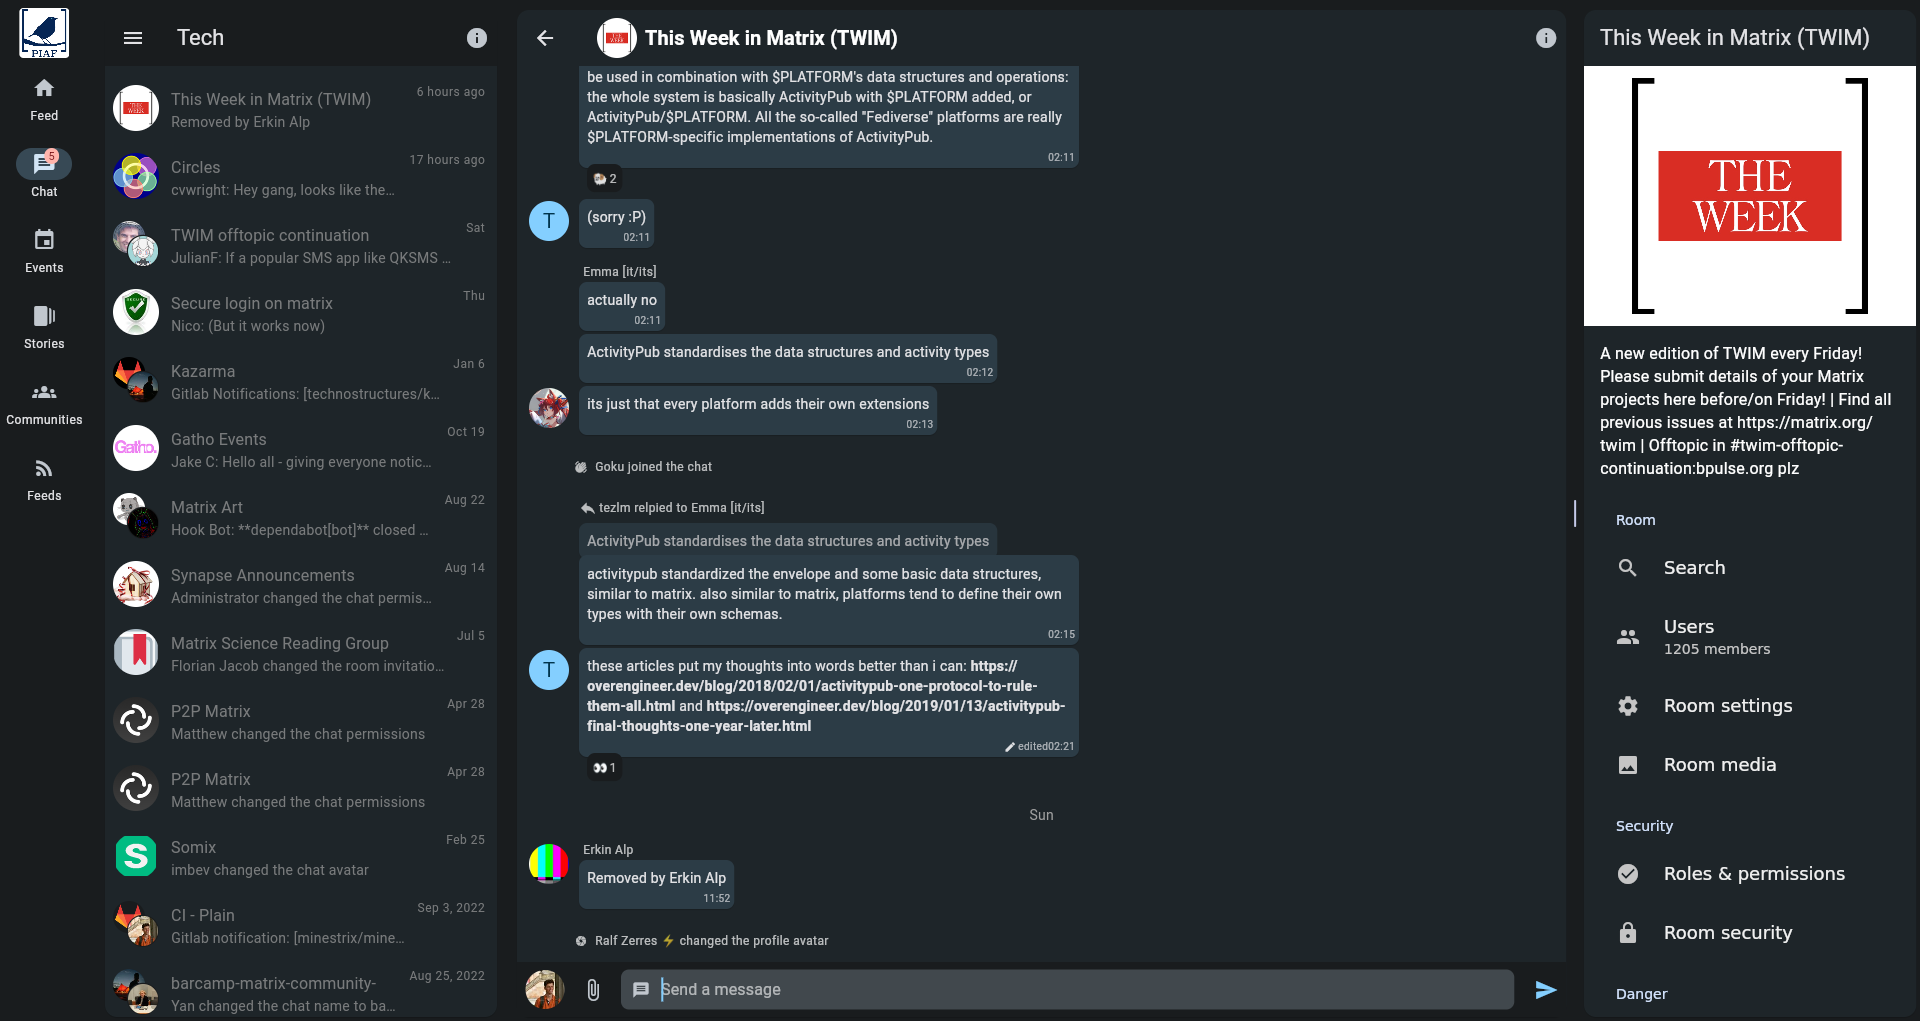 PIAF
Feed
5
Chat
Events
Stories
Communities
Feeds
Tech
This Week in Matrix (TWIM)
6 hours ago
Removed by Erkin Alp
Circles
17 hours ago
cvwright: Hey gang, looks like the…
TWIM offtopic continuation
Sat
JulianF: If a popular SMS app like QKSMS …
Secure login on matrix
Thu
Nico: (But it works now)
Kazarma
Jan 6
Gitlab Notifications: [technostructures/k…
Gatho.
Gatho Events
Oct 19
Jake C: Hello all - giving everyone notic…
Matrix Art
Aug 22
Hook Bot: **dependabot[bot]** closed …
Synapse Announcements
Aug 14
Administrator changed the chat permis…
Matrix Science Reading Group
Jul 5
Florian Jacob changed the room invitatio…
P2P Matrix
Apr 28
Matthew changed the chat permissions
P2P Matrix
Apr 28
Matthew changed the chat permissions
S
Somix
Feb 25
imbev changed the chat avatar
CI - Plain
Sep 3, 2022
Gitlab notification: [minestrix/mine…
barcamp-matrix-community-
Aug 25, 2022
Yan changed the chat name to ba…
This Week in Matrix (TWIM)
be used in combination with $PLATFORM's data structures and operations:
the whole system is basically ActivityPub with $PLATFORM added, or
ActivityPub/$PLATFORM. All the so-called "Fediverse" platforms are really
$PLATFORM-specific implementations of ActivityPub.
02:11
2
T
(sorry :P)
02:11
Emma [it/its]
actually no
02:11
ActivityPub standardises the data structures and activity types
02:12
its just that every platform adds their own extensions
02:13
Goku joined the chat
tezlm relpied to Emma [it/its]
ActivityPub standardises the data structures and activity types
activitypub standardized the envelope and some basic data structures,
similar to matrix. also similar to matrix, platforms tend to define their own
types with their own schemas.
02:15
T
these articles put my thoughts into words better than i can: https://
overengineer.dev/blog/2018/02/01/activitypub-one-protocol-to-rule-
them-all.html and https://overengineer.dev/blog/2019/01/13/activitypub-
final-thoughts-one-year-later.html
edited02:21
1
Sun
Erkin Alp
Removed by Erkin Alp
11:52
Ralf Zerres ⚡ changed the profile avatar
Send a message
This Week in Matrix (TWIM)
THE
WEEK
A new edition of TWIM every Friday!
Please submit details of your Matrix
projects here before/on Friday! | Find all
previous issues at https://matrix.org/
twim | Offtopic in #twim-offtopic-
continuation:bpulse.org plz
Room
Search
Users
1205 members
Room settings
Room media
Security
Roles & permissions
Room security
Danger